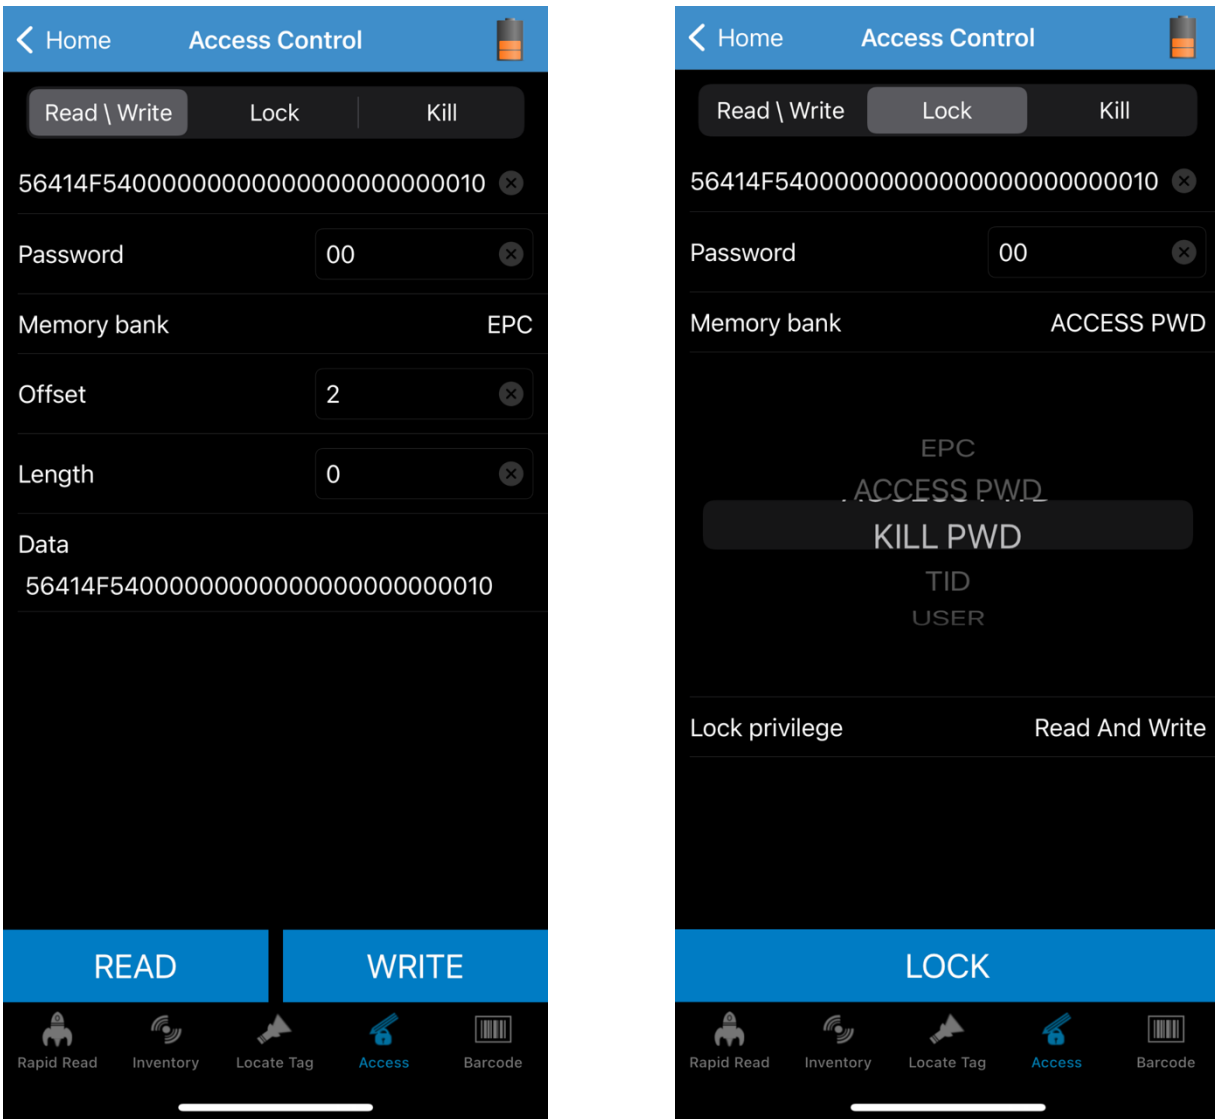 Home Access Control
Read \ Write Lock Kill
56414F540000000000000000000000010
Password 00
Memory bank EPC
Offset 2
Length 0
Data
56414F540000000000000000000000010
READ WRITE
Rapid Read Inventory Locate Tag Access Barcode
Home Access Control
Read \ Write Lock Kill
56414F540000000000000000000000010
Password 00
Memory bank ACCESS PWD
EPC
ACCESS PWD
KILL PWD
TID
USER
Lock privilege Read And Write
LOCK
Rapid Read Inventory Locate Tag Access Barcode